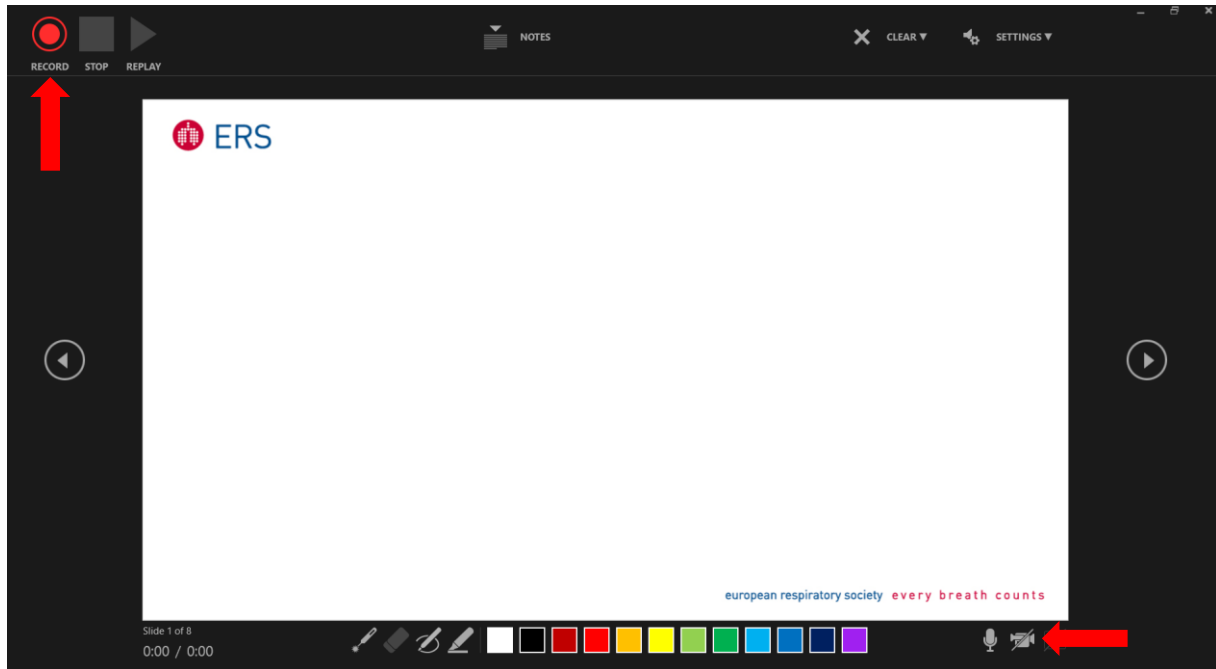 NOTES
CLEAR ▼
SETTINGS ▼
RECORD STOP REPLAY
ERS
european respiratory society every breath counts
Slide 1 of 8
0:00 / 0:00